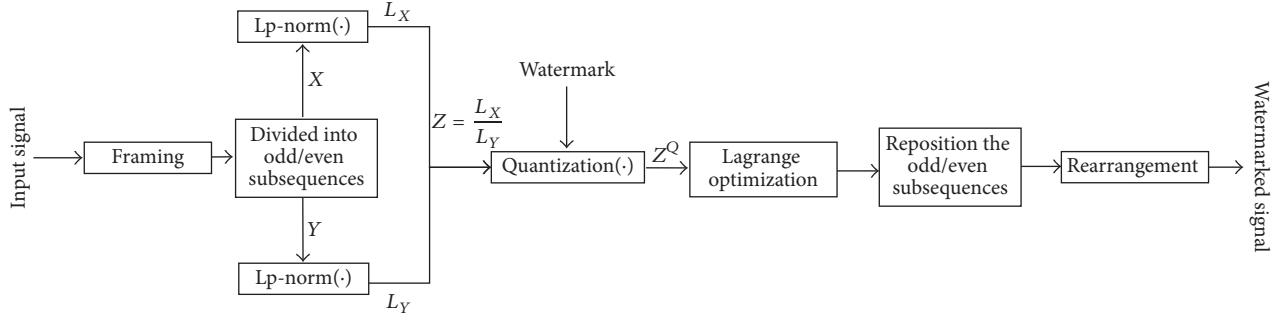 Input signal
Framing
Divided into
odd/even
subsequences
X
Lp-norm(·)
L_X
Y
Lp-norm(·)
L_Y
Z = L_X / L_Y
Watermark
Quantization(·)
Z^Q
Lagrange
optimization
Reposition the
odd/even
subsequences
Rearrangement
Watermarked signal